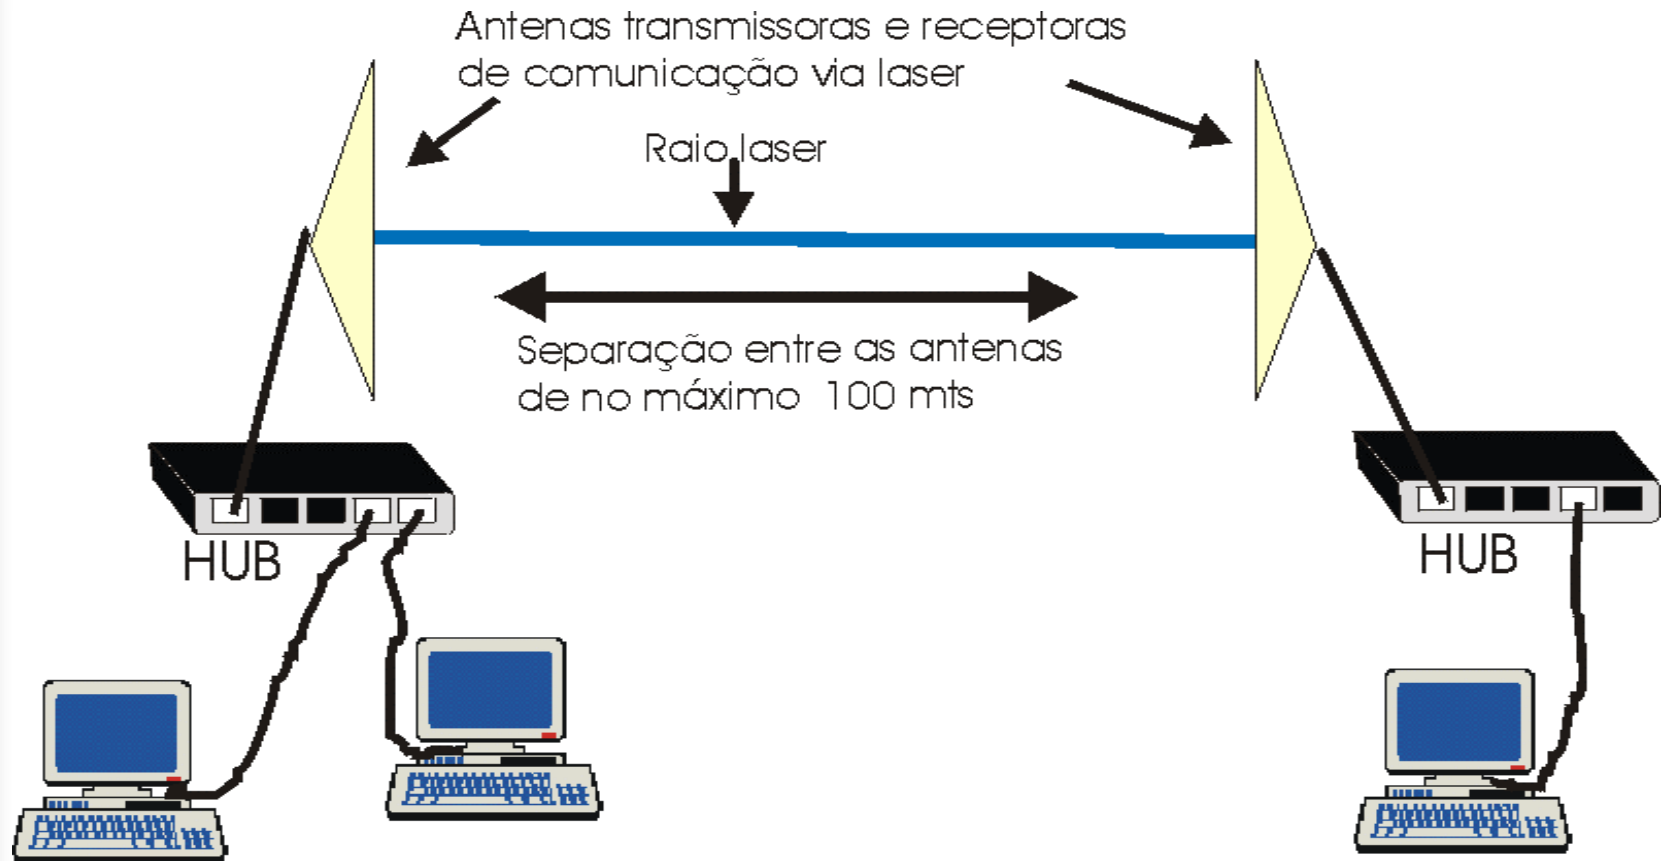 Antenas transmissoras e receptoras
de comunicação via laser
Raio laser
Separação entre as antenas
de no máximo 100 mts
HUB
HUB